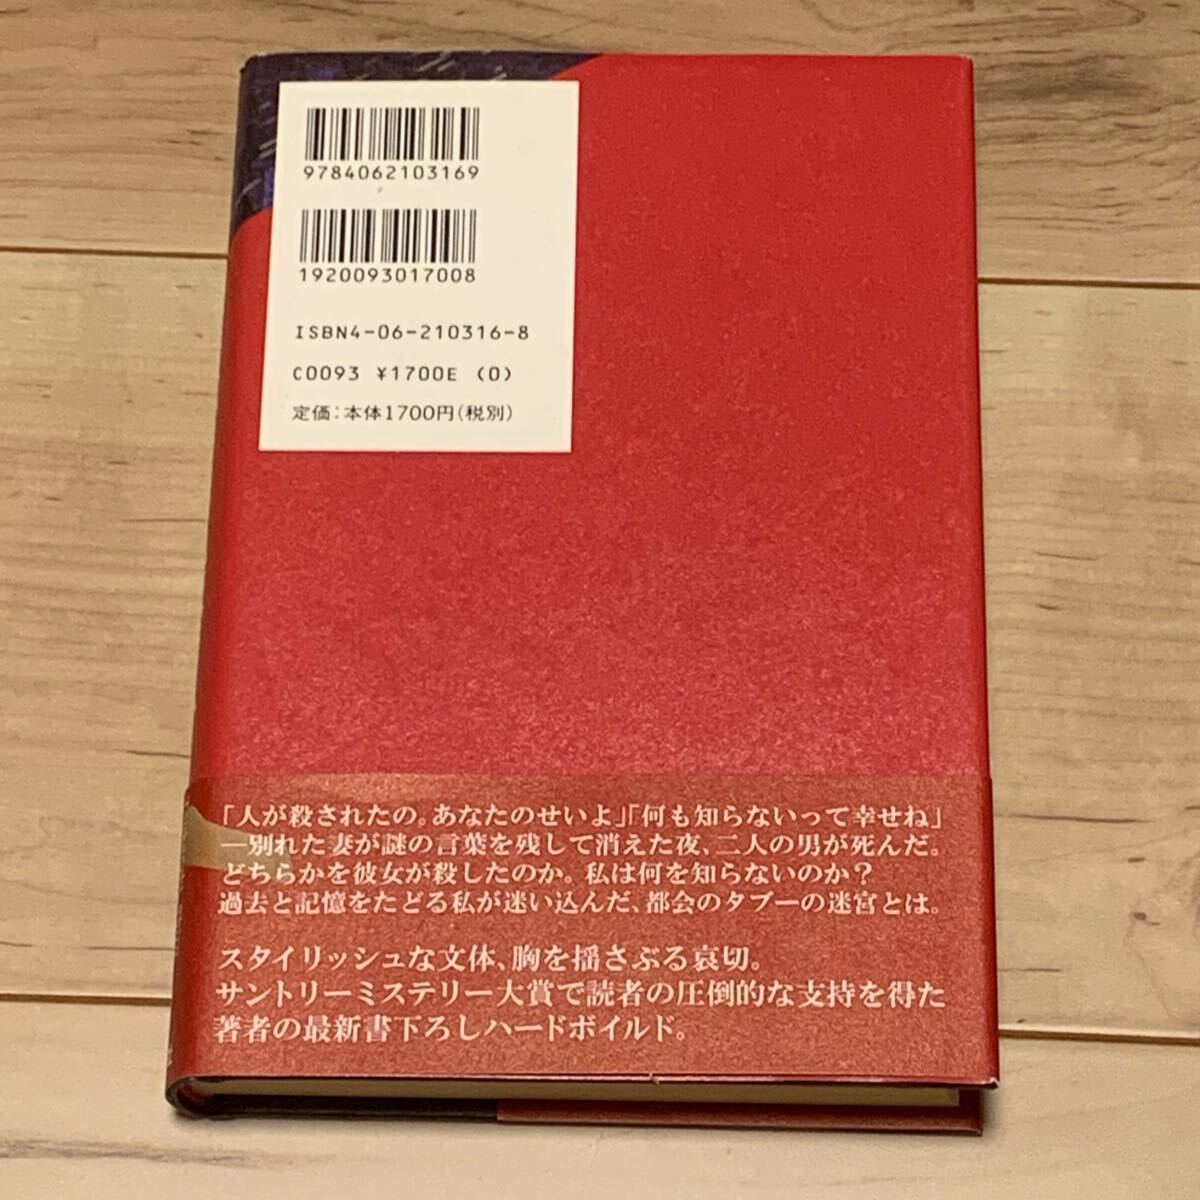 9784062103169
1920093017008
ISBN4-06-210316-8
C0093 ¥1700E (0)
定価:本体1700円(税別)
「人が殺されたの。あなたのせいよ」「何も知らないって幸せね」
―別れた妻が謎の言葉を残して消えた夜、二人の男が死んだ。
どちらかを彼女が殺したのか。私は何を知らないのか?
過去と記憶をたどる私が迷い込んだ、都会のタブーの迷宮とは。
スタイリッシュな文体、胸を揺さぶる哀切。
サントリーミステリー大賞で読者の圧倒的な支持を得た
著者の最新書下ろしハードボイルド。